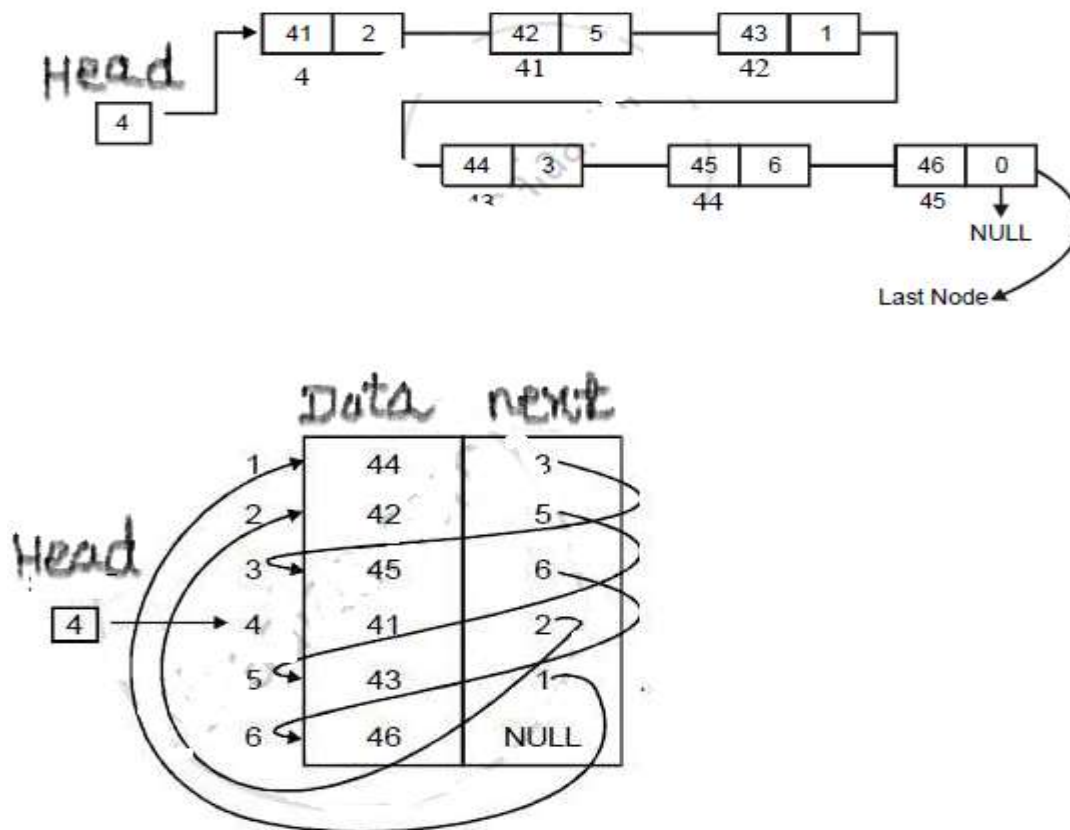 41 2 42 5 43 1
4 41 42
Head
4
44 3 45 6 46 0
43 44 45
NULL
Last Node
Data next
1 44 3
2 42 5
Head
3 45 6
4 4 41 2
5 43 1
6 46 NULL